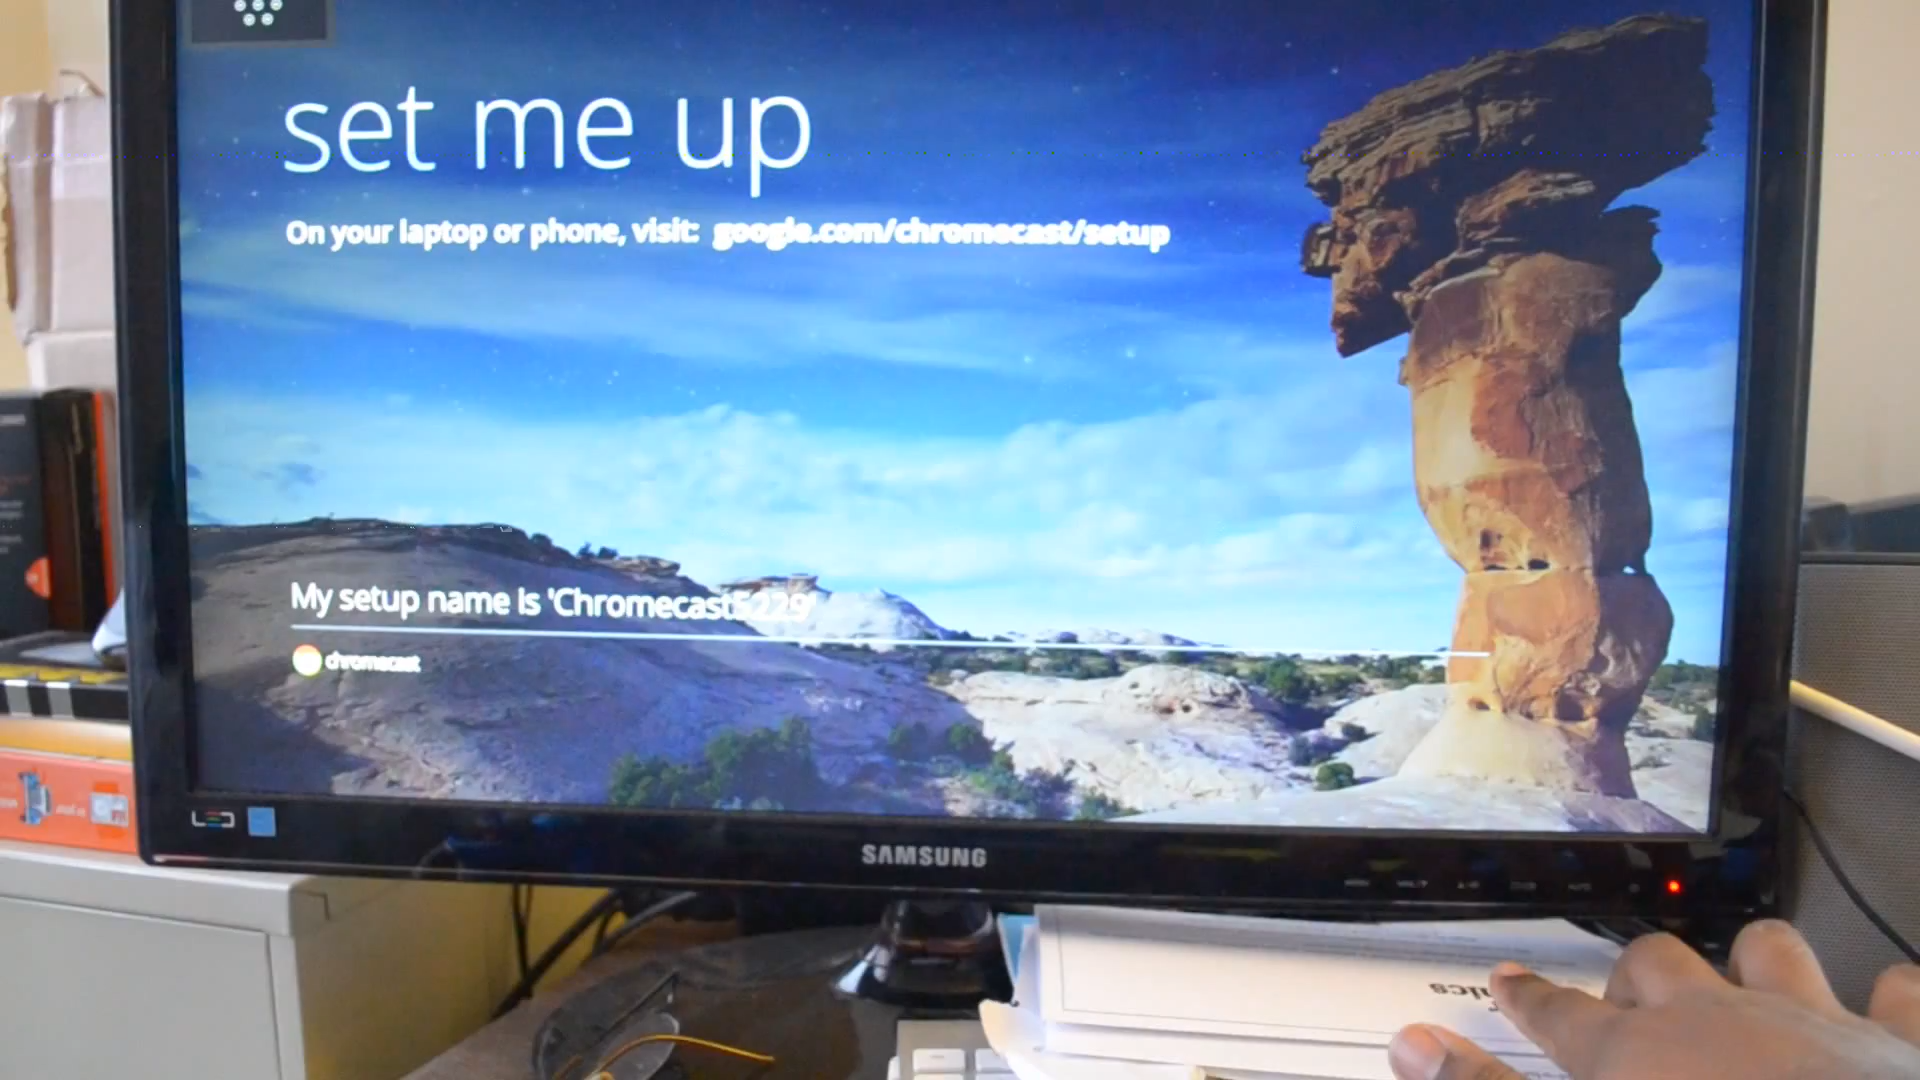 set me up
On your laptop or phone, visit: google.com/chromecast/setup
My setup name is 'Chromecast5229'
chromecast
SAMSUNG